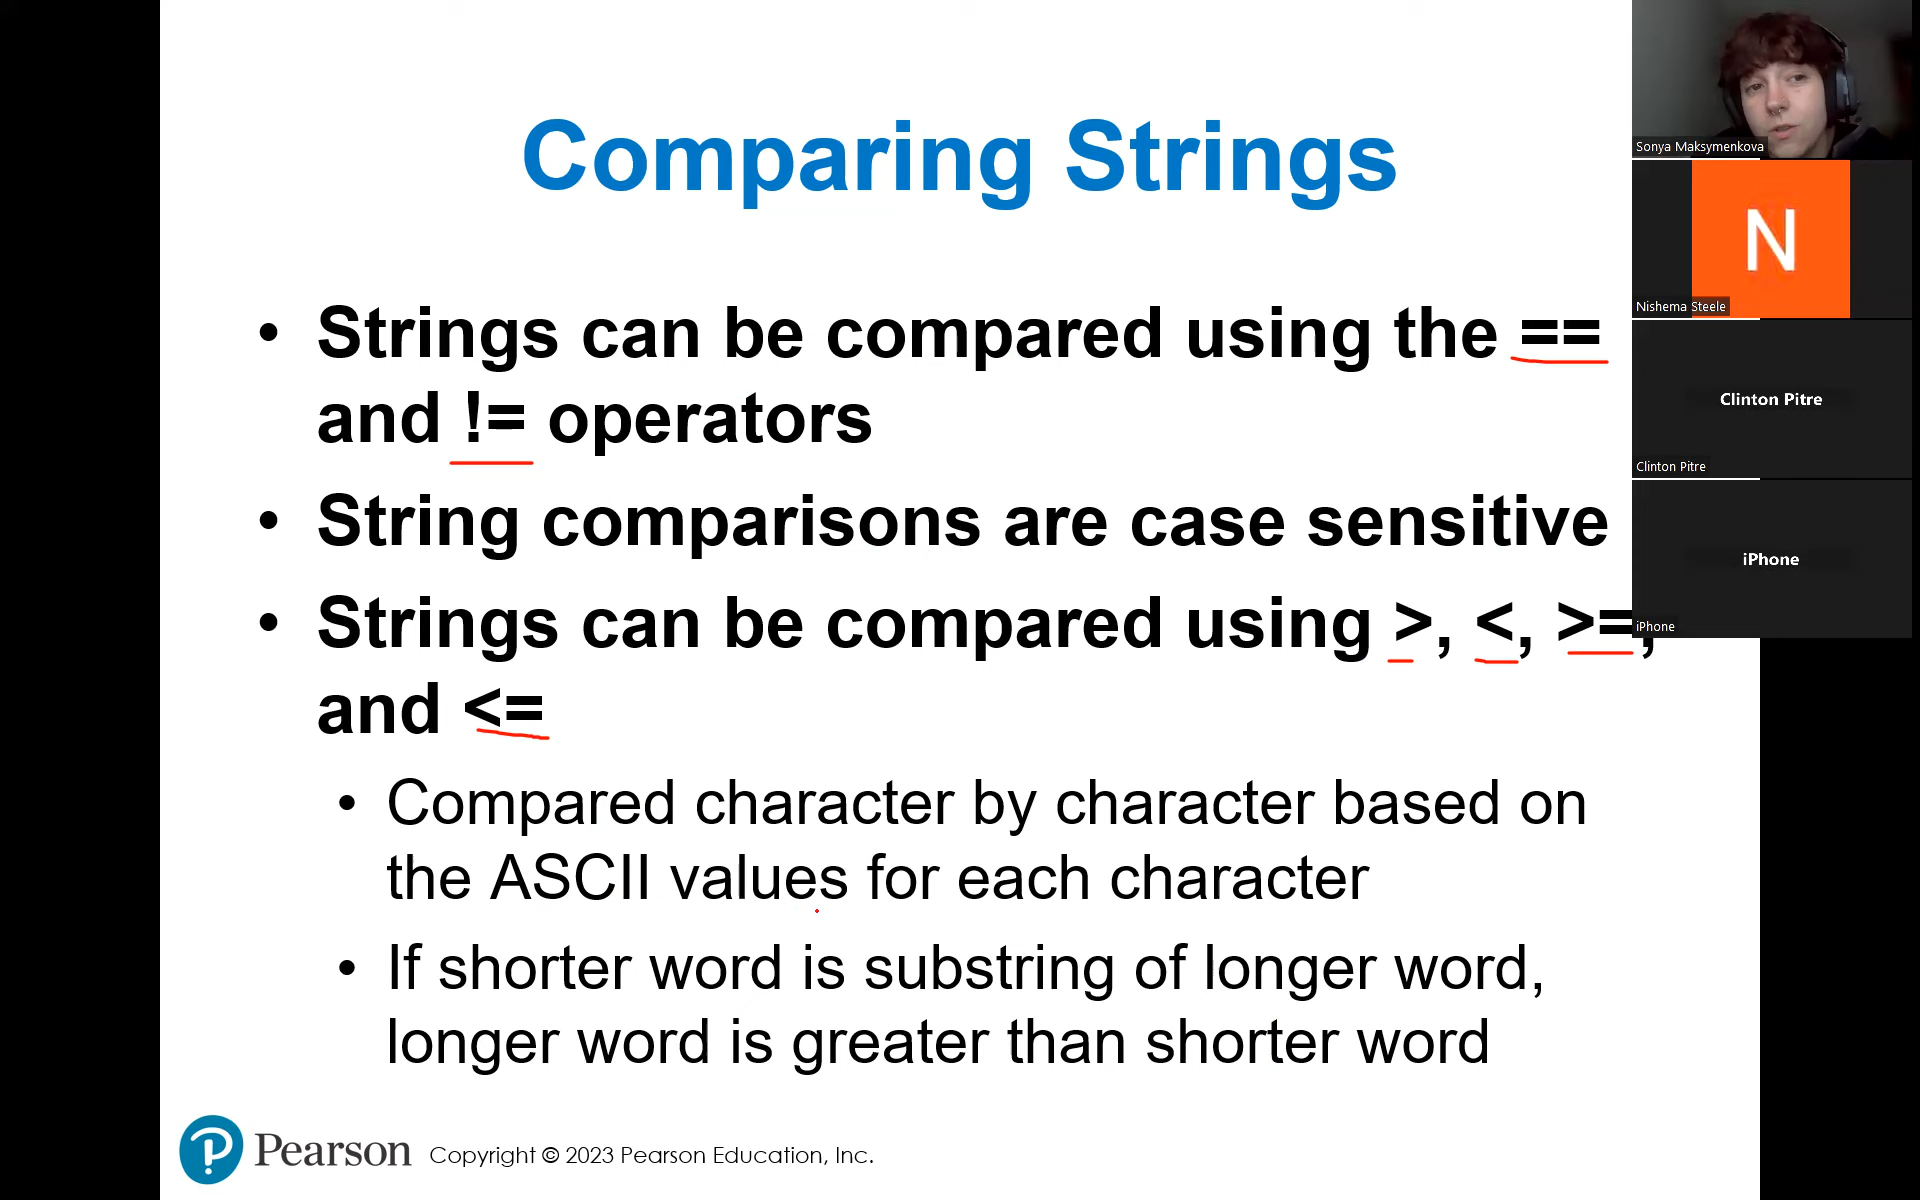 Comparing Strings
• Strings can be compared using the ==
and != operators
• String comparisons are case sensitive
• Strings can be compared using >, <, >=,
and <=
• Compared character by character based on
the ASCII values for each character
• If shorter word is substring of longer word,
longer word is greater than shorter word
P Pearson Copyright © 2023 Pearson Education, Inc.
Sonya Maksymenkova
N
Nishema Steele
Clinton Pitre
Clinton Pitre
iPhone
iPhone